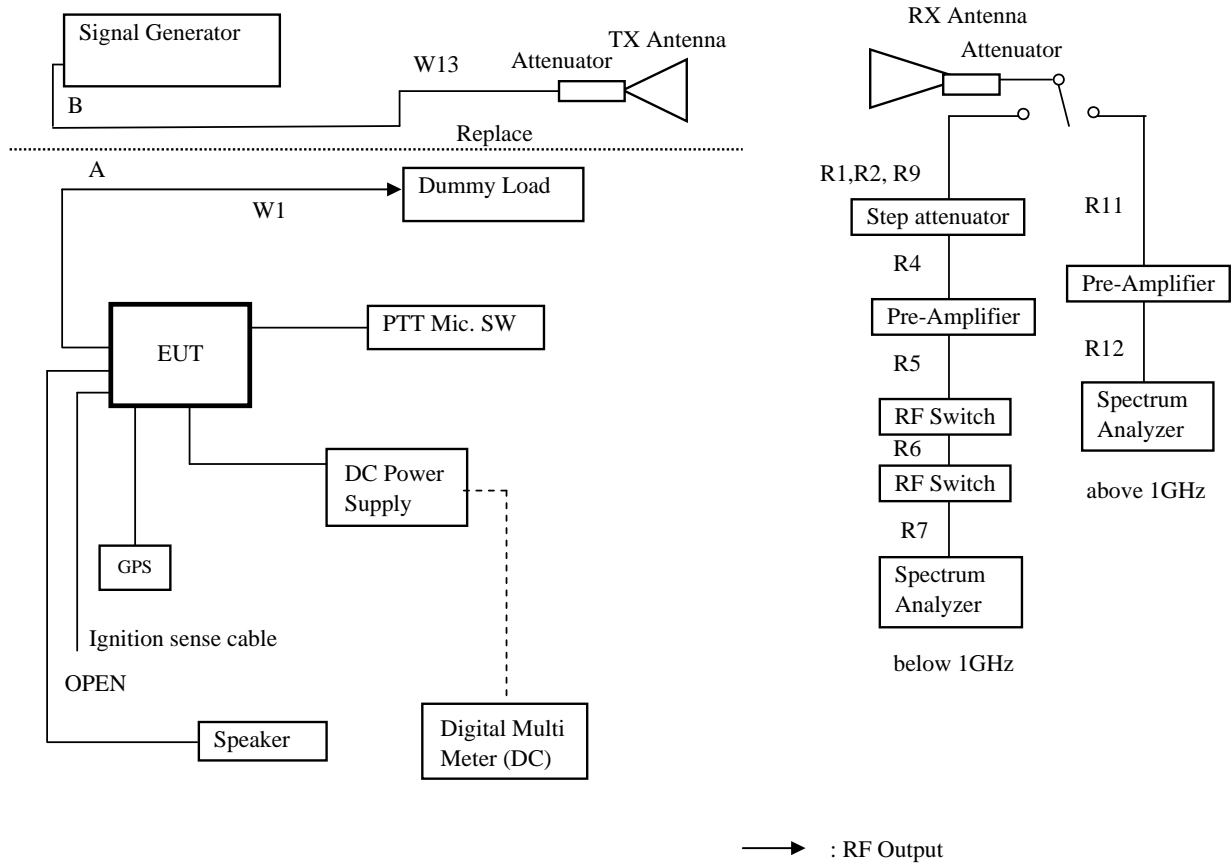 Signal Generator
TX Antenna
Attenuator
W13
B
Replace
RX Antenna
Attenuator
A
W1
Dummy Load
EUT
PTT Mic. SW
DC Power
Supply
GPS
Ignition sense cable
OPEN
Speaker
Digital Multi
Meter (DC)
R1,R2, R9
Step attenuator
R4
Pre-Amplifier
R5
RF Switch
R6
RF Switch
R7
Spectrum
Analyzer
below 1GHz
R11
Pre-Amplifier
R12
Spectrum
Analyzer
above 1GHz
: RF Output